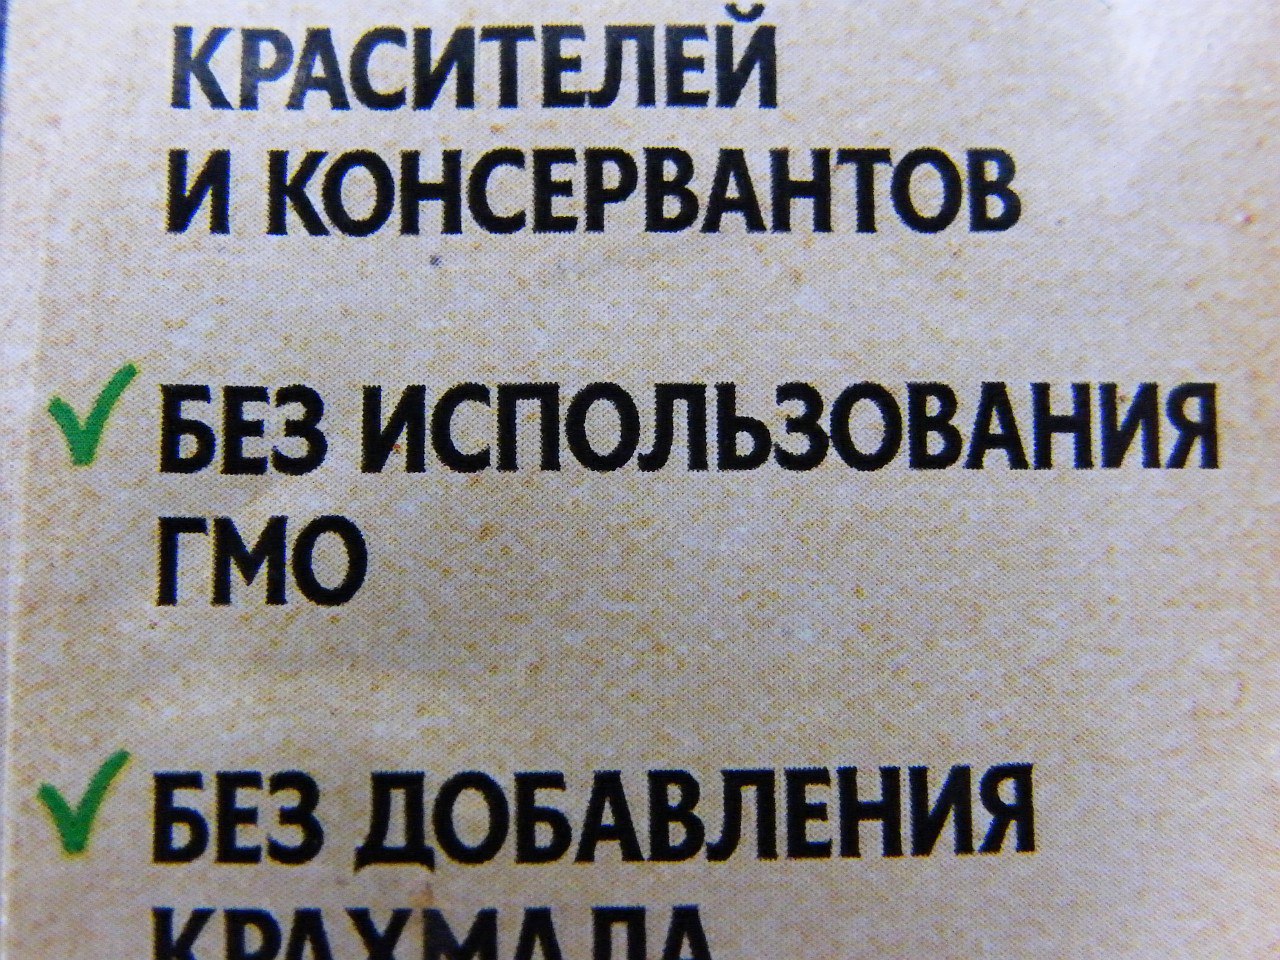 КРАСИТЕЛЕЙ
И КОНСЕРВАНТОВ
БЕЗ ИСПОЛЬЗОВАНИЯ
ГМО
БЕЗ ДОБАВЛЕНИЯ
КРАХМАЛА